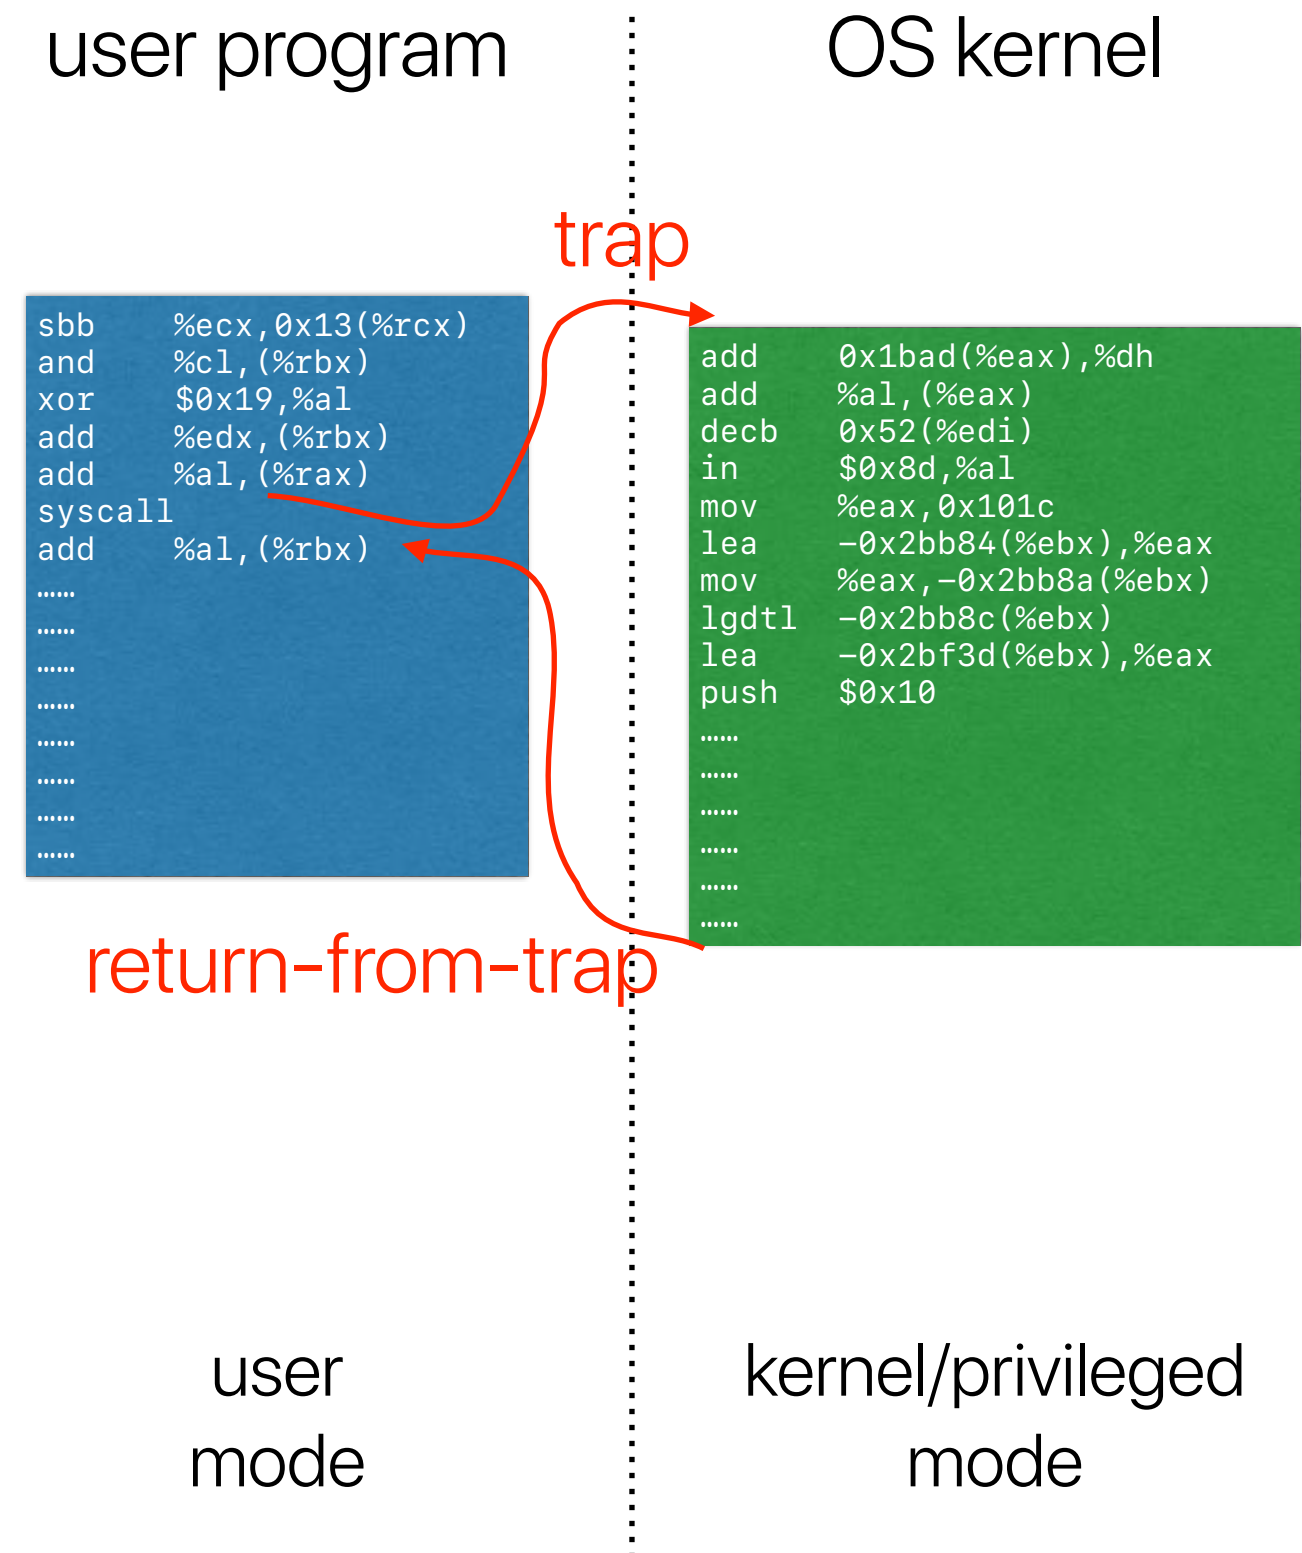 user program
OS kernel
trap
sbb %ecx,0x13(%rcx)
and %cl,(%rbx)
xor $0x19,%al
add %edx,(%rbx)
add %al,(%rax)
syscall
add %al,(%rbx)
……
……
……
……
……
……
……
……
add 0x1bad(%eax),%dh
add %al,(%eax)
decb 0x52(%edi)
in $0x8d,%al
mov %eax,0x101c
lea -0x2bb84(%ebx),%eax
mov %eax,-0x2bb8a(%ebx)
lgdtl -0x2bb8c(%ebx)
lea -0x2bf3d(%ebx),%eax
push $0x10
……
……
……
……
……
……
return-from-trap
user
mode
kernel/privileged
mode